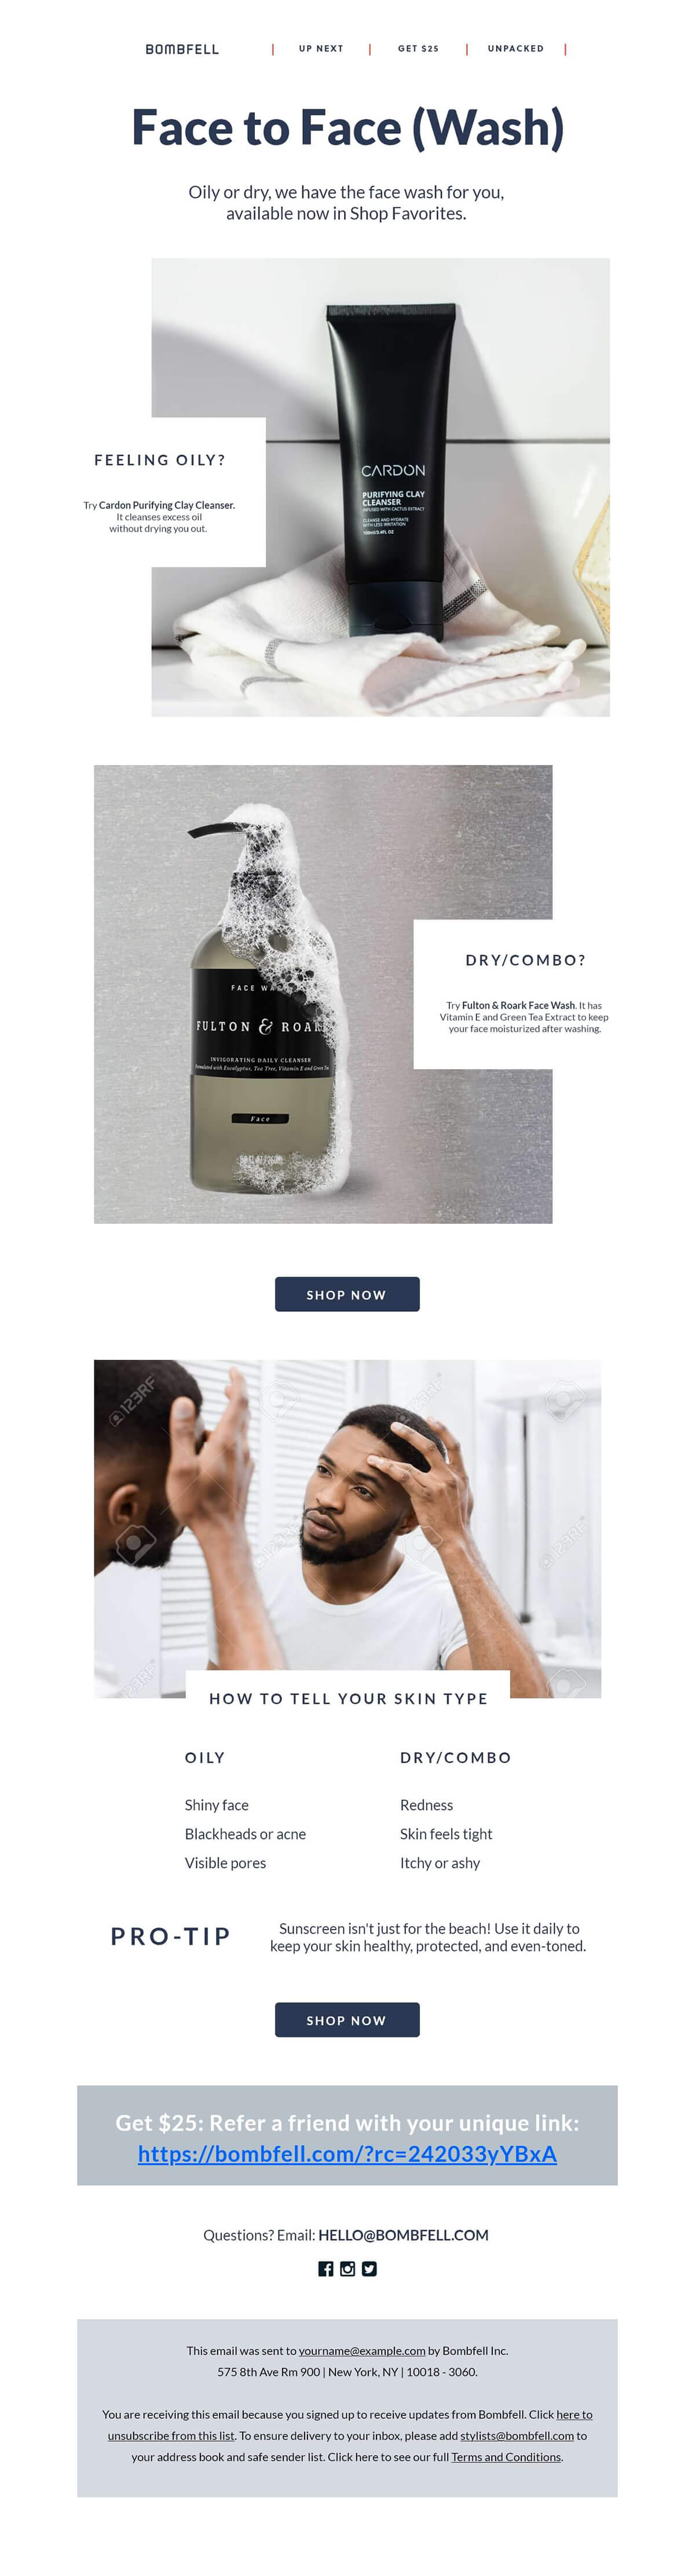 BOMBFELL
UP NEXT
GET $25
UNPACKED
Face to Face (Wash)
Oily or dry, we have the face wash for you,
available now in Shop Favorites.
CARDON
PURIFYING CLAY
CLEANSER
INFUSED WITH CACTUS EXTRACT
CLEANSE AND HYDRATE
WITH LESS IRRITATION
100ml/3.4FL OZ
FEELING OILY?
Try Cardon Purifying Clay Cleanser.
It cleanses excess oil
without drying you out.
FACE WA
FULTON & ROAR
INVIGORATING DAILY CLEANSER
Formulated with Eucalyptus, Tea Tree, Vitamin E and Green Tea
Face
DRY/COMBO?
Try Fulton & Roark Face Wash. It has
Vitamin E and Green Tea Extract to keep
your face moisturized after washing.
SHOP NOW
123RF
123RF
123RF
123RF
123RF
HOW TO TELL YOUR SKIN TYPE
OILY
Shiny face
Blackheads or acne
Visible pores
DRY/COMBO
Redness
Skin feels tight
Itchy or ashy
PRO-TIP
Sunscreen isn't just for the beach! Use it daily to
keep your skin healthy, protected, and even-toned.
SHOP NOW
Get $25: Refer a friend with your unique link:
https://bombfell.com/?rc=242033yYBxA
Questions? Email: HELLO@BOMBFELL.COM
This email was sent to yourname@example.com by Bombfell Inc.
575 8th Ave Rm 900 | New York, NY | 10018 - 3060.
You are receiving this email because you signed up to receive updates from Bombfell. Click here to
unsubscribe from this list. To ensure delivery to your inbox, please add stylists@bombfell.com to
your address book and safe sender list. Click here to see our full Terms and Conditions.